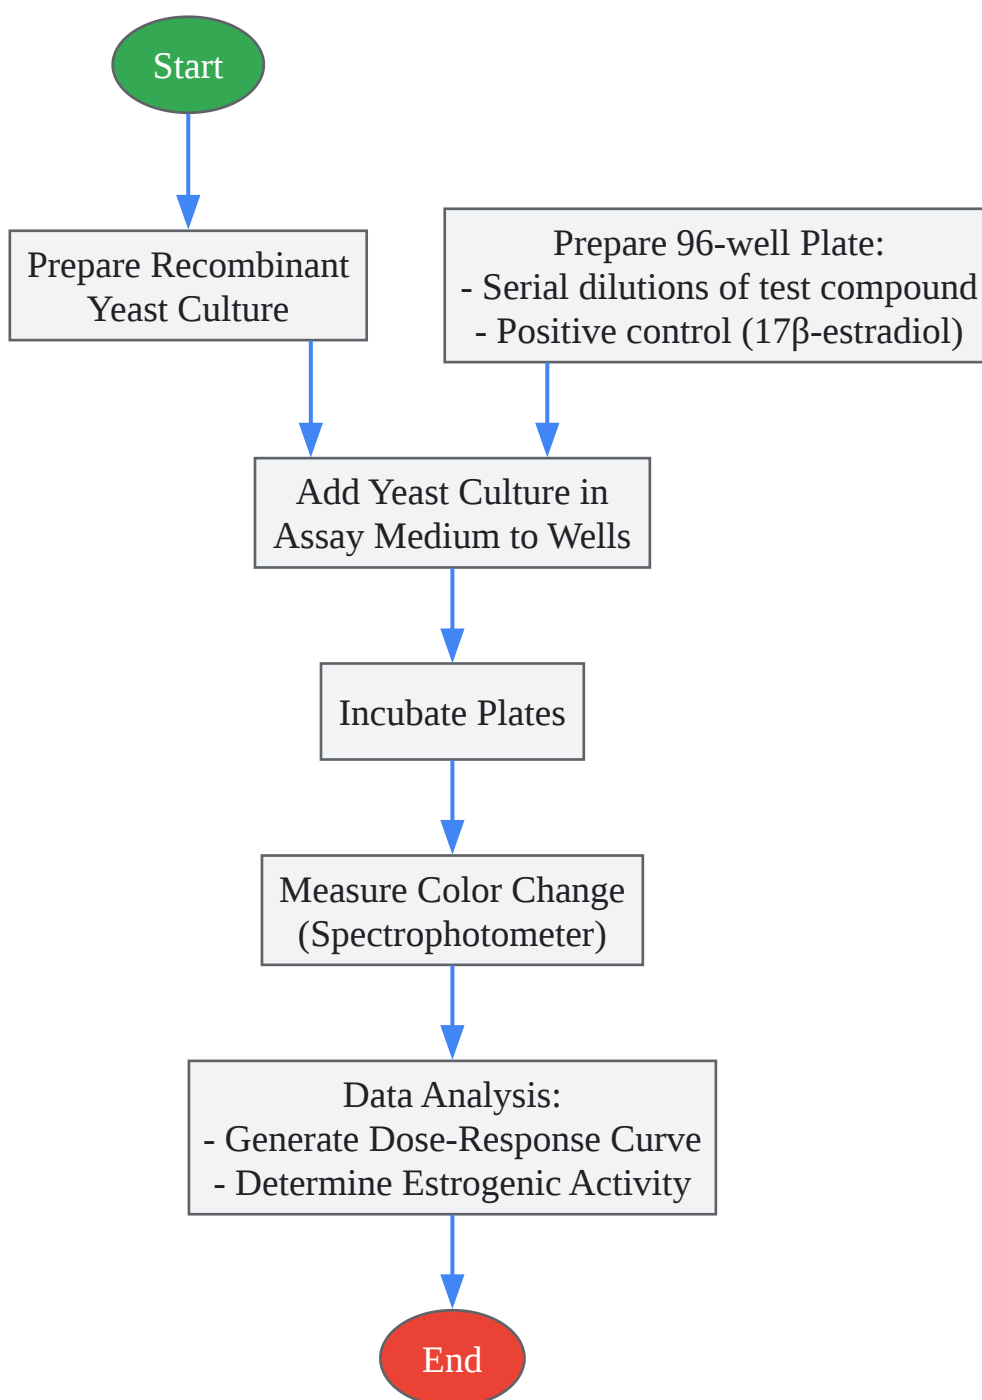 Start
Prepare Recombinant
Yeast Culture
Prepare 96-well Plate:
- Serial dilutions of test compound
- Positive control (17β-estradiol)
Add Yeast Culture in
Assay Medium to Wells
Incubate Plates
Measure Color Change
(Spectrophotometer)
Data Analysis:
- Generate Dose-Response Curve
- Determine Estrogenic Activity
End